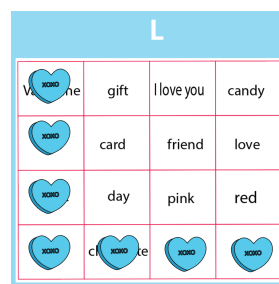 L
XOXO gift I love you candy
XOXO card friend love
XOXO day pink red
XOXO XOXO XOXO XOXO